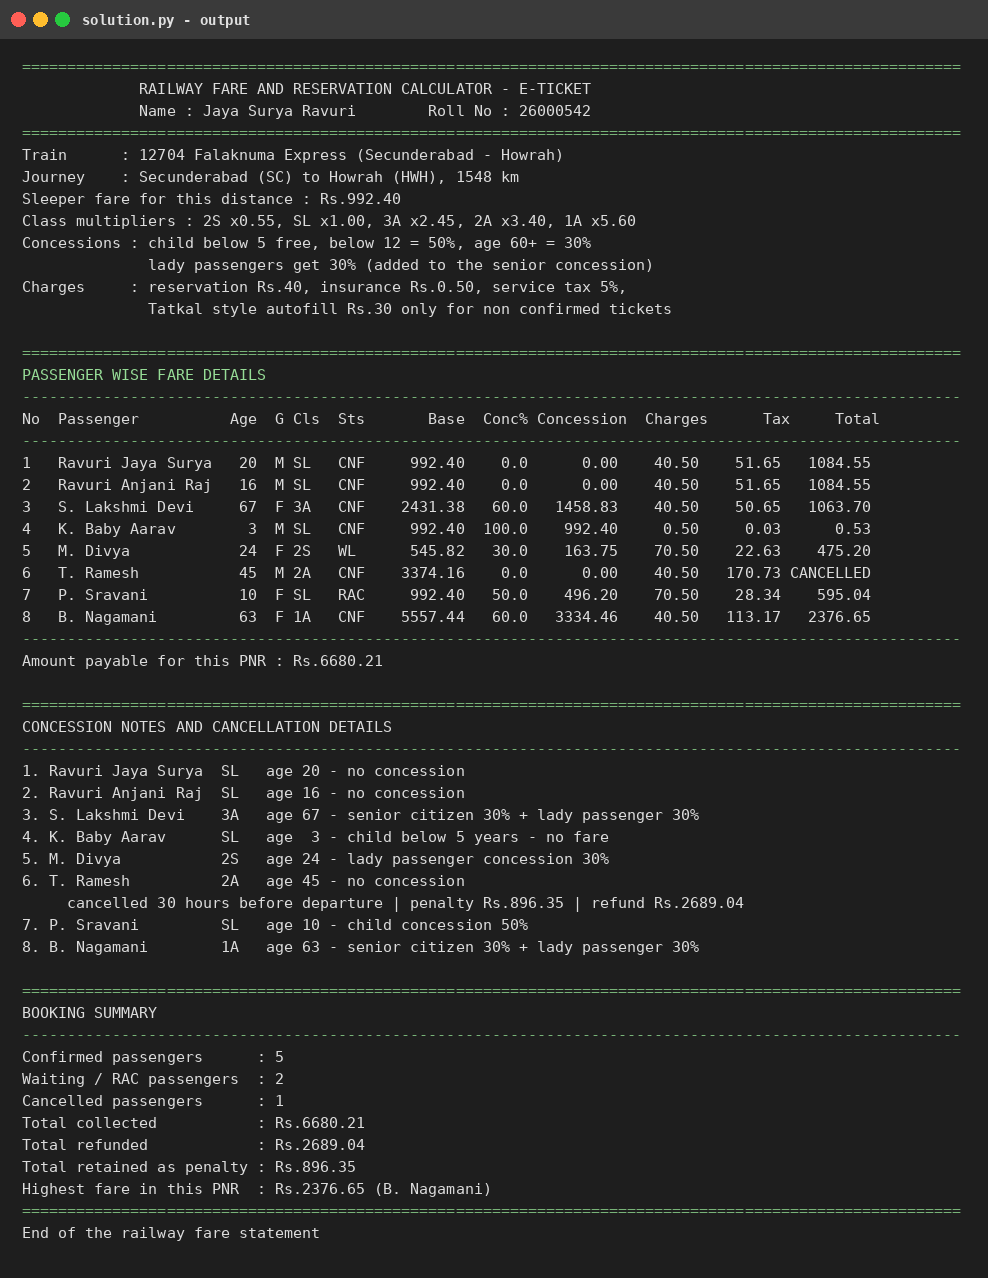 solution.py - output
========================================================================================================
             RAILWAY FARE AND RESERVATION CALCULATOR - E-TICKET
             Name : Jaya Surya Ravuri        Roll No : 26000542
========================================================================================================
Train      : 12704 Falaknuma Express (Secunderabad - Howrah)
Journey    : Secunderabad (SC) to Howrah (HWH), 1548 km
Sleeper fare for this distance : Rs.992.40
Class multipliers : 2S x0.55, SL x1.00, 3A x2.45, 2A x3.40, 1A x5.60
Concessions : child below 5 free, below 12 = 50%, age 60+ = 30%
              lady passengers get 30% (added to the senior concession)
Charges     : reservation Rs.40, insurance Rs.0.50, service tax 5%,
              Tatkal style autofill Rs.30 only for non confirmed tickets

========================================================================================================
PASSENGER WISE FARE DETAILS
--------------------------------------------------------------------------------------------------------
No  Passenger          Age  G Cls  Sts       Base  Conc% Concession  Charges      Tax     Total
--------------------------------------------------------------------------------------------------------
1   Ravuri Jaya Surya   20  M SL   CNF     992.40    0.0      0.00    40.50    51.65   1084.55
2   Ravuri Anjani Raj   16  M SL   CNF     992.40    0.0      0.00    40.50    51.65   1084.55
3   S. Lakshmi Devi     67  F 3A   CNF    2431.38   60.0   1458.83    40.50    50.65   1063.70
4   K. Baby Aarav        3  M SL   CNF     992.40  100.0    992.40     0.50     0.03      0.53
5   M. Divya            24  F 2S   WL      545.82   30.0    163.75    70.50    22.63    475.20
6   T. Ramesh           45  M 2A   CNF    3374.16    0.0      0.00    40.50   170.73 CANCELLED
7   P. Sravani          10  F SL   RAC     992.40   50.0    496.20    70.50    28.34    595.04
8   B. Nagamani         63  F 1A   CNF    5557.44   60.0   3334.46    40.50   113.17   2376.65
--------------------------------------------------------------------------------------------------------
Amount payable for this PNR : Rs.6680.21

========================================================================================================
CONCESSION NOTES AND CANCELLATION DETAILS
--------------------------------------------------------------------------------------------------------
1. Ravuri Jaya Surya  SL   age 20 - no concession
2. Ravuri Anjani Raj  SL   age 16 - no concession
3. S. Lakshmi Devi    3A   age 67 - senior citizen 30% + lady passenger 30%
4. K. Baby Aarav      SL   age  3 - child below 5 years - no fare
5. M. Divya           2S   age 24 - lady passenger concession 30%
6. T. Ramesh          2A   age 45 - no concession
     cancelled 30 hours before departure | penalty Rs.896.35 | refund Rs.2689.04
7. P. Sravani         SL   age 10 - child concession 50%
8. B. Nagamani        1A   age 63 - senior citizen 30% + lady passenger 30%

========================================================================================================
BOOKING SUMMARY
--------------------------------------------------------------------------------------------------------
Confirmed passengers      : 5
Waiting / RAC passengers  : 2
Cancelled passengers      : 1
Total collected           : Rs.6680.21
Total refunded            : Rs.2689.04
Total retained as penalty : Rs.896.35
Highest fare in this PNR  : Rs.2376.65 (B. Nagamani)
========================================================================================================
End of the railway fare statement